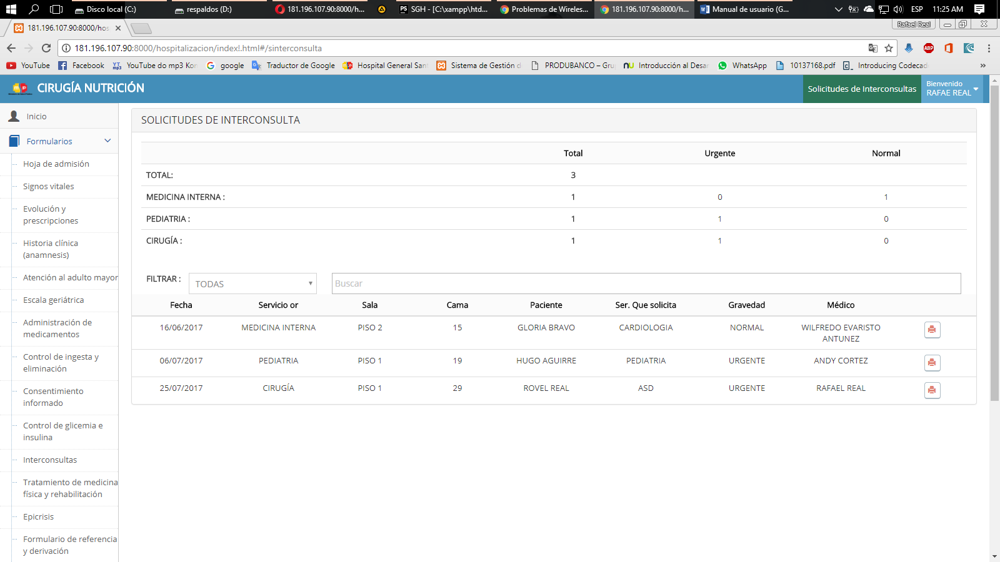 Disco local (C:)
respaldos (D:)
181.196.107.90:8000/h...
SGH - [C:\xampp\htd...
Problemas de Wireles...
181.196.107.90:8000/h...
Manual de usuario (G...
ESP
11:25 AM
181.196.107.90:8000/hos
Rafael Real
181.196.107.90:8000/hospitalizacion/index!.html#/sinterconsulta
YouTube
Facebook
YouTube do mp3 Kon
google
Traductor de Google
Hospital General San
Sistema de Gestión d
PRODUBANCO – Gru
Introducción al Desar
WhatsApp
10137168.pdf
Introducing Codecad
»
CIRUGÍA NUTRICIÓN
Solicitudes de Interconsultas
Bienvenido
RAFAE REAL
Inicio
Formularios
Hoja de admisión
Signos vitales
Evolución y
prescripciones
Historia clínica
(anamnesis)
Atención al adulto mayor
Escala geriátrica
Administración de
medicamentos
Control de ingesta y
eliminación
Consentimiento
informado
Control de glicemia e
insulina
Interconsultas
Tratamiento de medicina
física y rehabilitación
Epicrisis
Formulario de referencia
y derivación
SOLICITUDES DE INTERCONSULTA
Total Urgente Normal
TOTAL: 3
MEDICINA INTERNA : 1 0 1
PEDIATRIA : 1 1 0
CIRUGÍA : 1 1 0
FILTRAR : TODAS Buscar
Fecha Servicio or Sala Cama Paciente Ser. Que solicita Gravedad Médico
16/06/2017 MEDICINA INTERNA PISO 2 15 GLORIA BRAVO CARDIOLOGIA NORMAL WILFREDO EVARISTO
ANTUNEZ
06/07/2017 PEDIATRIA PISO 1 19 HUGO AGUIRRE PEDIATRIA URGENTE ANDY CORTEZ
25/07/2017 CIRUGÍA PISO 1 29 ROVEL REAL ASD URGENTE RAFAEL REAL